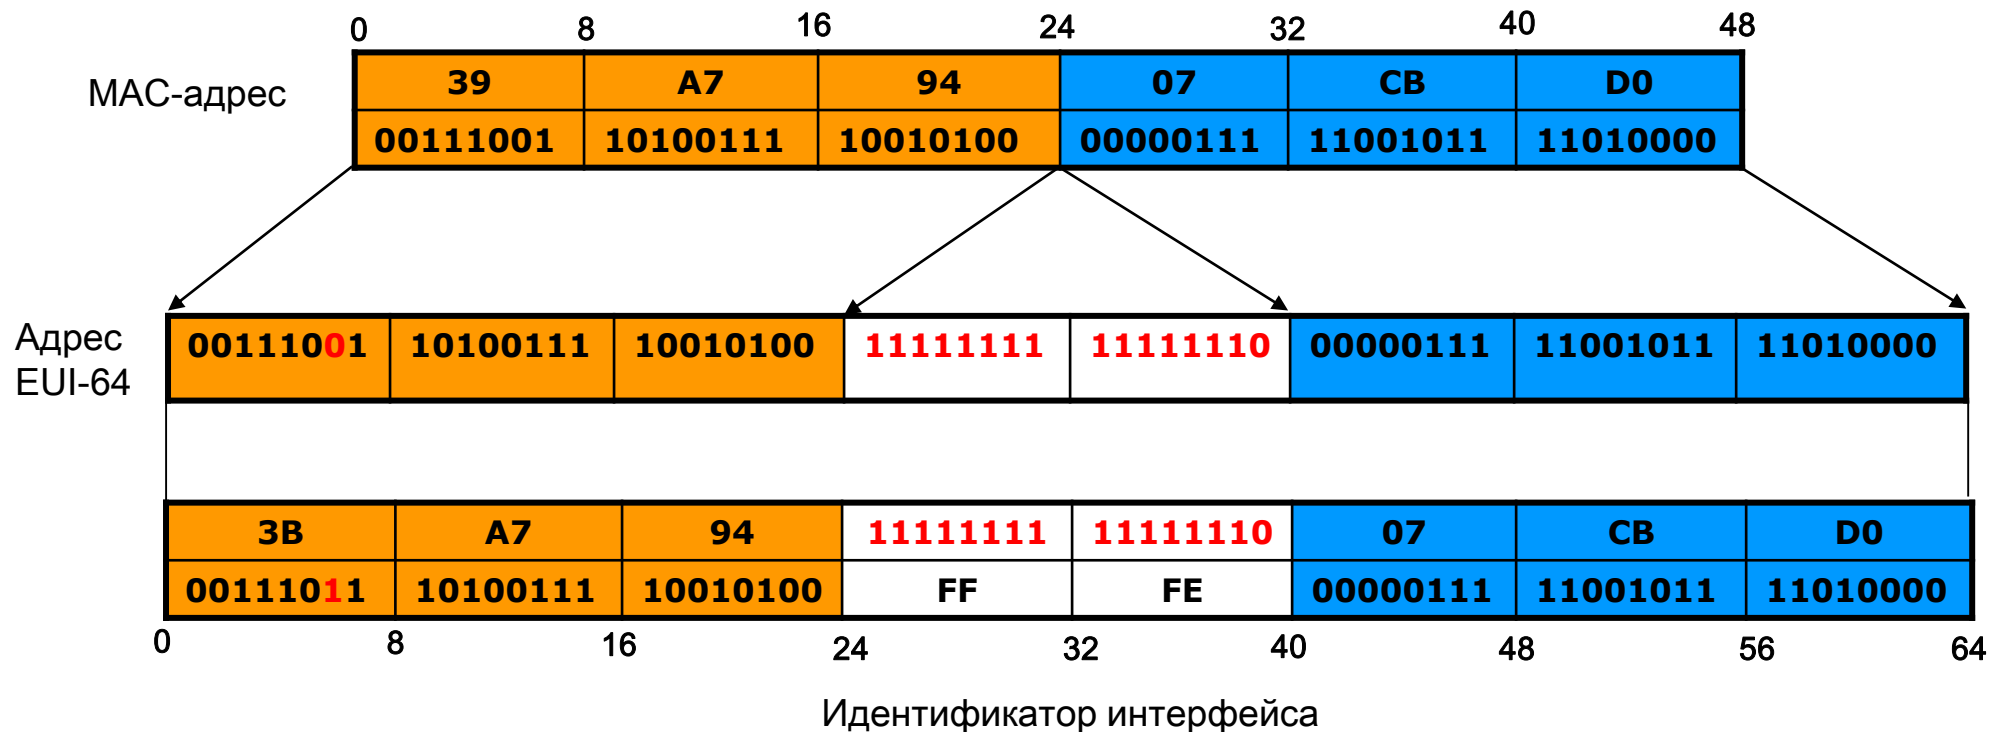 0 8 16 24 32 40 48
МАС-адрес
39 A7 94 07 CB D0
00111001 10100111 10010100 00000111 11001011 11010000
Адрес
EUI-64
00111001 10100111 10010100 11111111 11111110 00000111 11001011 11010000
3B A7 94 11111111 11111110 07 CB D0
00111011 10100111 10010100 FF FE 00000111 11001011 11010000
0 8 16 24 32 40 48 56 64
Идентификатор интерфейса